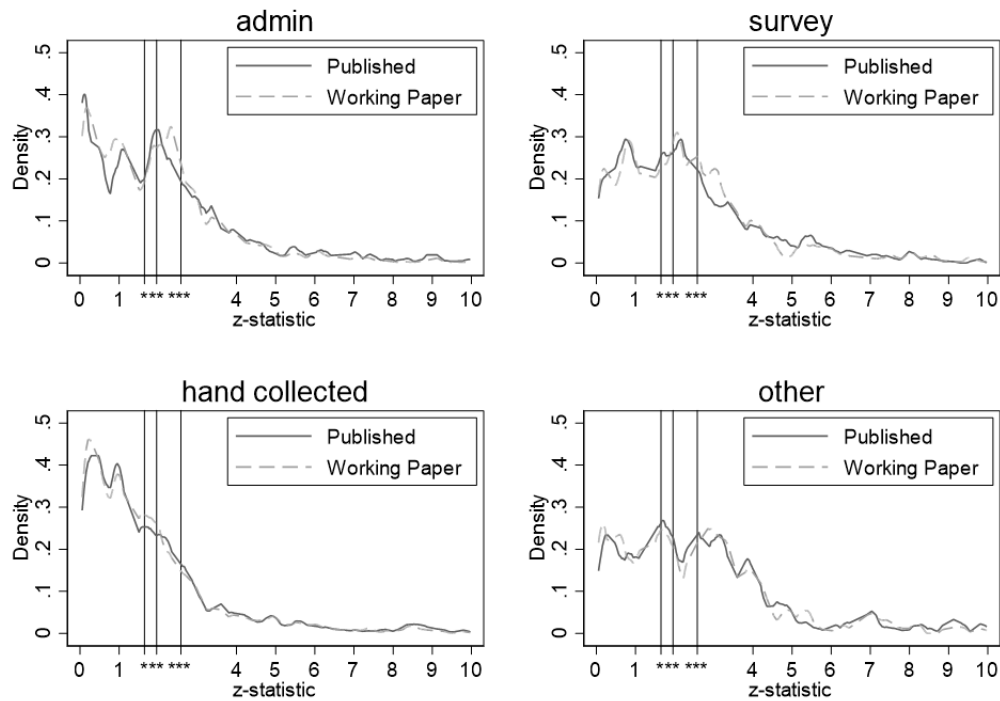 admin
.5
.4
.3
.2
.1
0
Density
Published
Working Paper
0 1 *** *** 4 5 6 7 8 9 10
z-statistic
survey
.5
.4
.3
.2
.1
0
Density
Published
Working Paper
0 1 *** *** 4 5 6 7 8 9 10
z-statistic
hand collected
.5
.4
.3
.2
.1
0
Density
Published
Working Paper
0 1 *** *** 4 5 6 7 8 9 10
z-statistic
other
.5
.4
.3
.2
.1
0
Density
Published
Working Paper
0 1 *** *** 4 5 6 7 8 9 10
z-statistic